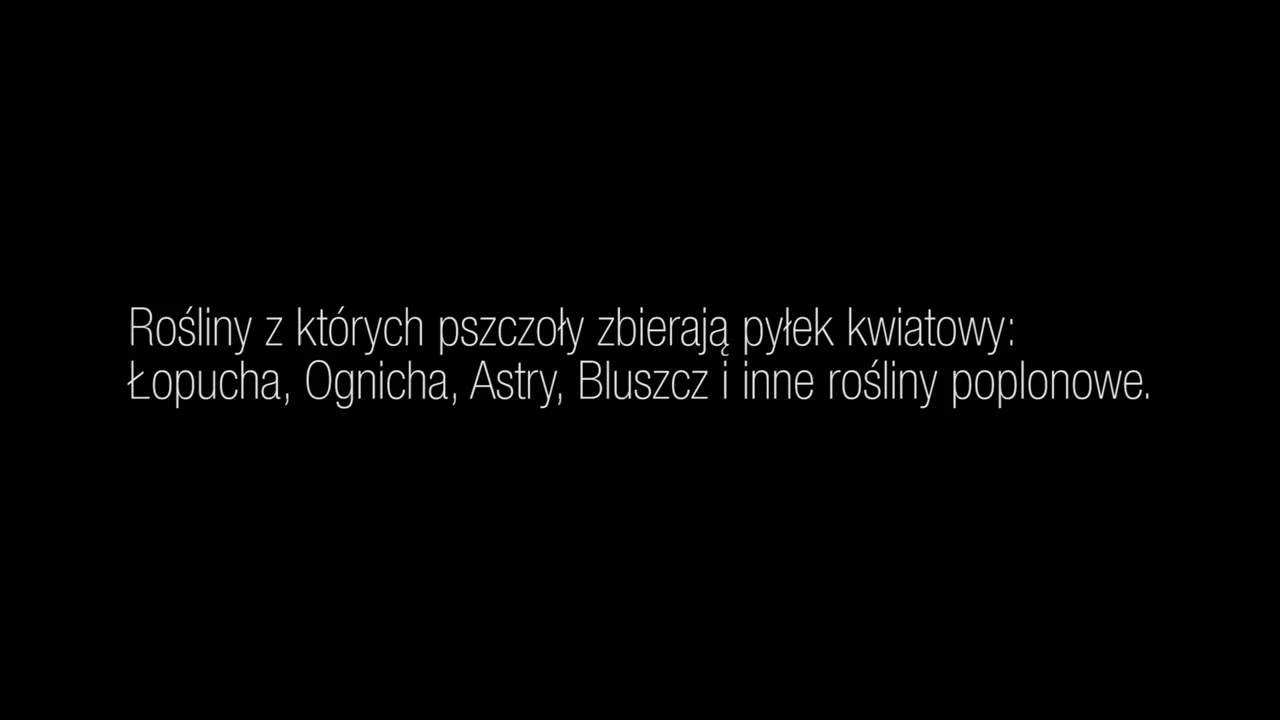 Rośliny z których pszczoły zbierają pyłek kwiatowy:
Łopucha, Ognicha, Astry, Bluszcz i inne rośliny poplonowe.